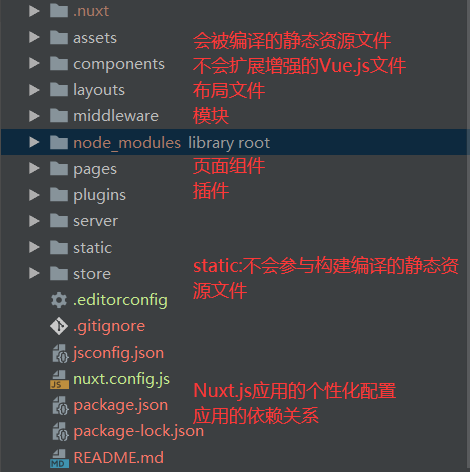 .nuxt
assets 会被编译的静态资源文件
components 不会扩展增强的Vue.js文件
layouts 布局文件
middleware 模块
node_modules library root
pages 页面组件
plugins 插件
server
static
store static:不会参与构建编译的静态资
源文件
.editorconfig
.gitignore
jsconfig.json
nuxt.config.js Nuxt.js应用的个性化配置
package.json 应用的依赖关系
package-lock.json
README.md